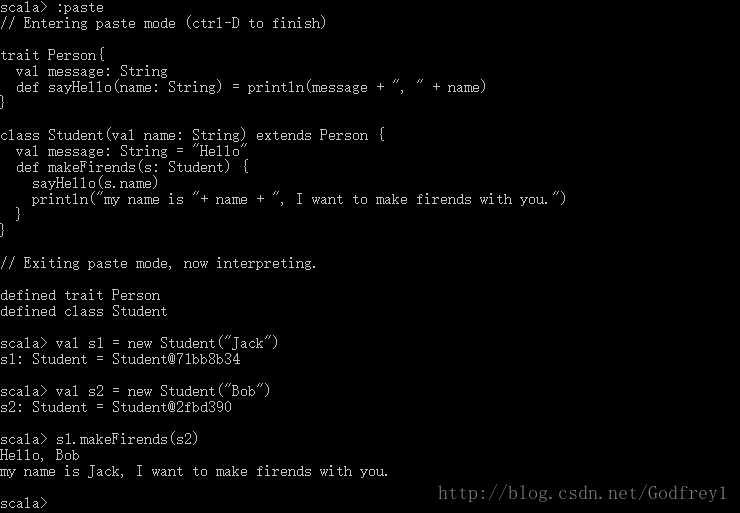 scala> :paste
// Entering paste mode (ctrl-D to finish)
trait Person{
  val message: String
  def sayHello(name: String) = println(message + ", " + name)
}
class Student(val name: String) extends Person {
  val message: String = "Hello"
  def makeFirends(s: Student) {
    sayHello(s.name)
    println("my name is "+ name + ", I want to make firends with you.")
  }
}
// Exiting paste mode, now interpreting.
defined trait Person
defined class Student
scala> val s1 = new Student("Jack")
s1: Student = Student@71bb8b34
scala> val s2 = new Student("Bob")
s2: Student = Student@2fbd390
scala> s1.makeFirends(s2)
Hello, Bob
my name is Jack, I want to make firends with you.
scala>
http://blog.csdn.net/Godfrey1